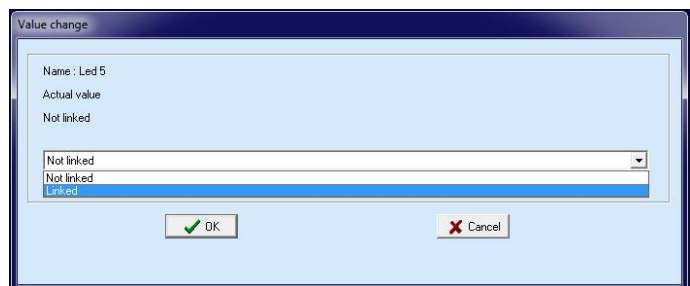 Value change
Name : Led 5
Actual value
Not linked
Not linked
Not linked
Linked
OK
Cancel